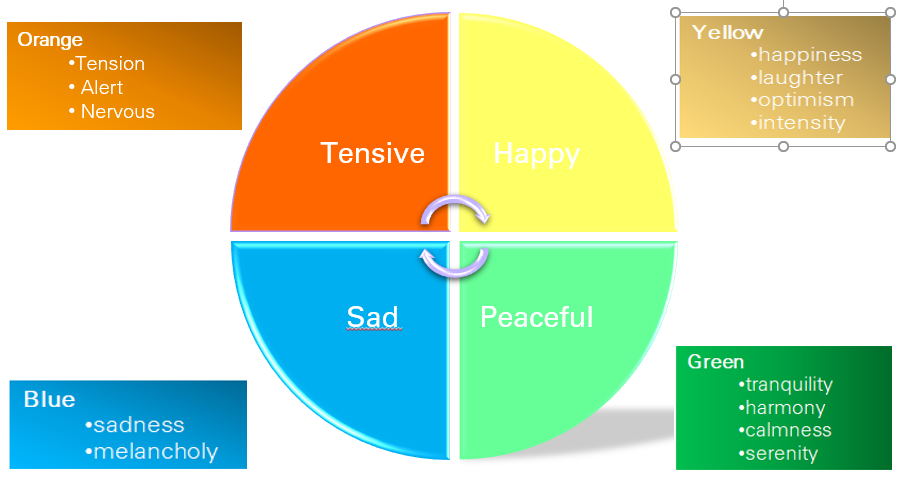 Orange
•Tension
• Alert
• Nervous
Yellow
•happiness
•laughter
•optimism
•intensity
Tensive
Happy
Sad
Peaceful
Blue
•sadness
•melancholy
Green
•tranquility
•harmony
•calmness
•serenity